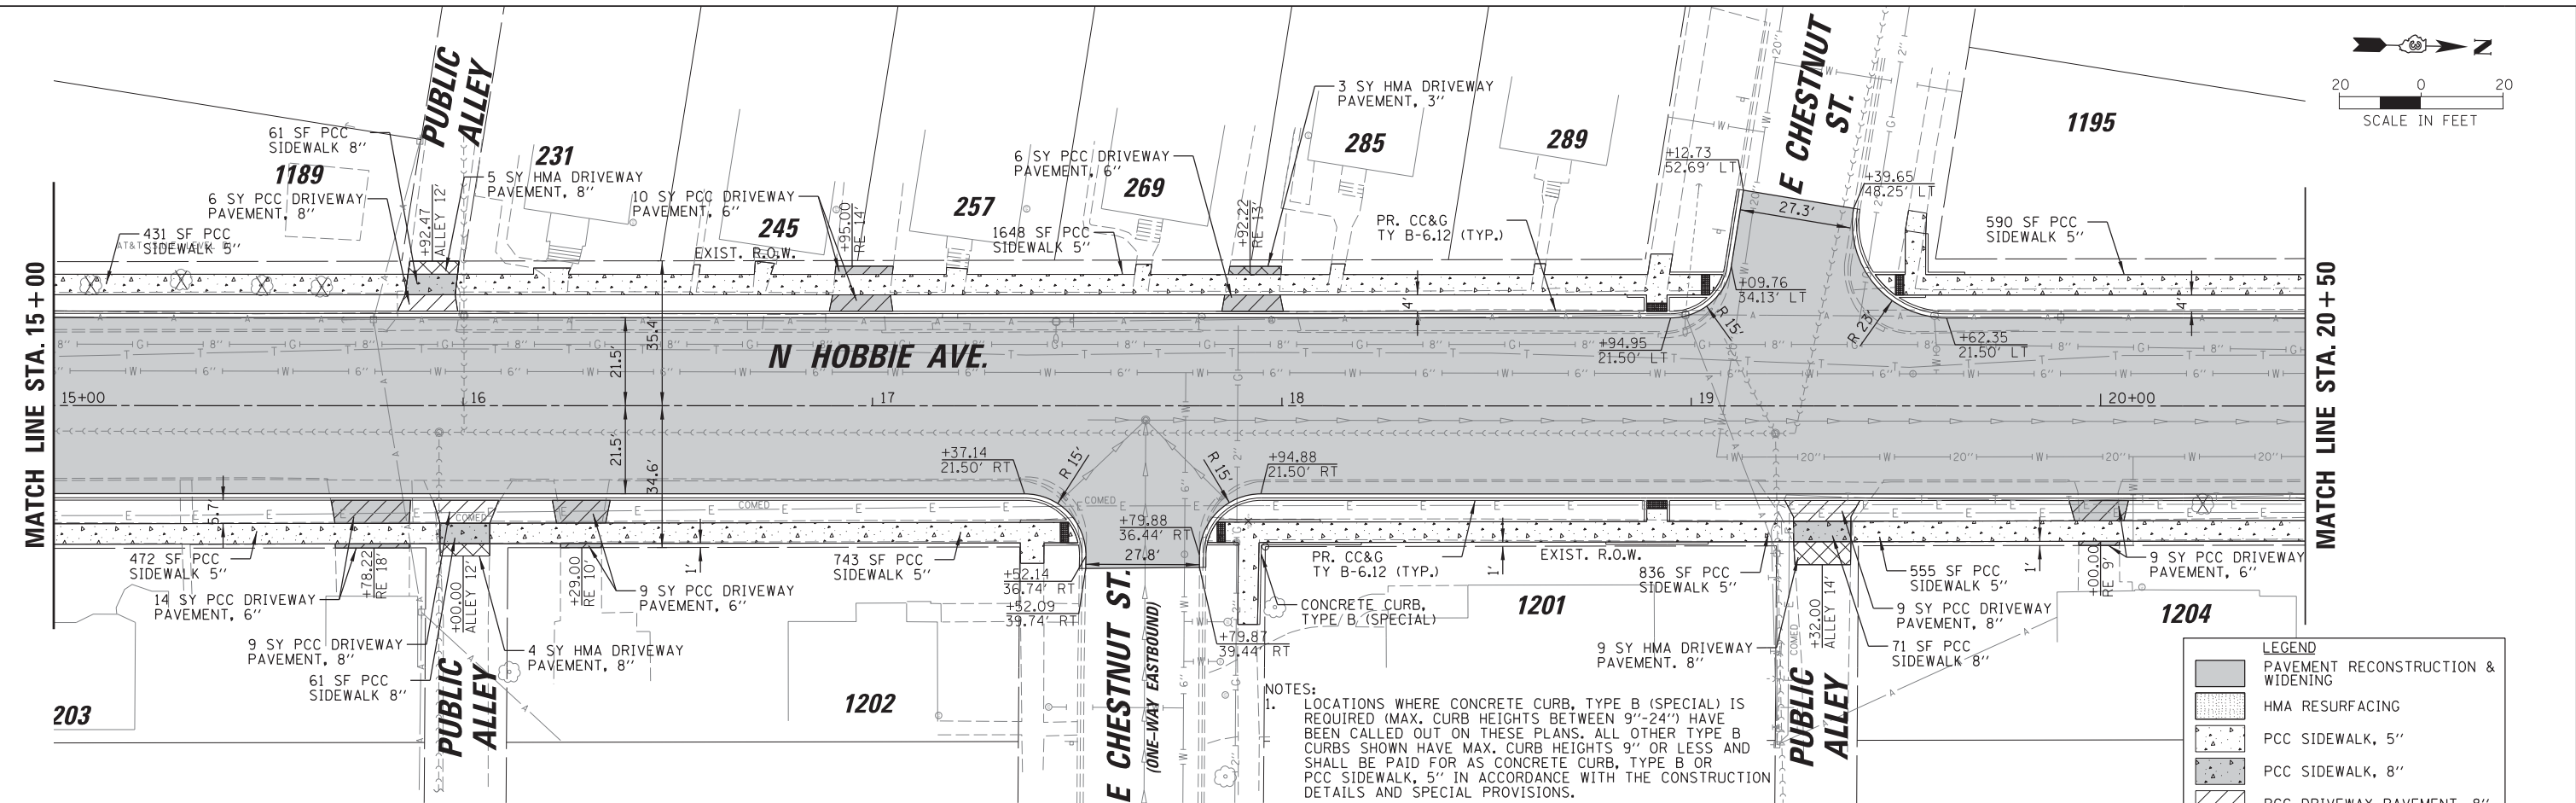 PUBLIC
ALLEY
E CHESTNUT
ST.
N
20 0 20
SCALE IN FEET
61 SF PCC
SIDEWALK 8"
1189
6 SY PCC DRIVEWAY
PAVEMENT, 8"
431 SF PCC
SIDEWALK 5"
+92.47
ALLEY 12'
231
5 SY HMA DRIVEWAY
PAVEMENT, 8"
10 SY PCC DRIVEWAY
PAVEMENT, 6"
245
EXIST. R.O.W.
+95.00
RE 14'
257
1648 SF PCC
SIDEWALK 5"
6 SY PCC DRIVEWAY
PAVEMENT, 6"
269
3 SY HMA DRIVEWAY
PAVEMENT, 3"
+92.22
RE 13'
285
289
PR. CC&G
TY B-6.12 (TYP.)
+12.73
52.69' LT
27.3'
+39.65
48.25' LT
1195
590 SF PCC
SIDEWALK 5"
+09.76
34.13' LT
R 15'
R 23'
+94.95
21.50' LT
+62.35
21.50' LT
4'
4'
MATCH LINE STA. 15+00
MATCH LINE STA. 20+50
N HOBBIE AVE.
35.4'
21.5'
21.5'
34.6'
15+00
16
17
18
19
20+00
+37.14
21.50' RT
R 15'
R 15'
+94.88
21.50' RT
+79.88
36.44' RT
27.8'
+52.14
36.74' RT
+52.09
39.74' RT
+79.87
39.44' RT
5.7'
COMED
COMED
COMED
472 SF PCC
SIDEWALK 5"
14 SY PCC DRIVEWAY
PAVEMENT, 6"
+78.22
RE 18'
9 SY PCC DRIVEWAY
PAVEMENT, 8"
61 SF PCC
SIDEWALK 8"
+00.00
ALLEY 12'
PUBLIC
ALLEY
4 SY HMA DRIVEWAY
PAVEMENT, 8"
+29.00
RE 10'
9 SY PCC DRIVEWAY
PAVEMENT, 6"
1'
743 SF PCC
SIDEWALK 5"
203
1202
E CHESTNUT ST.
(ONE-WAY EASTBOUND)
PR. CC&G
TY B-6.12 (TYP.)
1'
EXIST. R.O.W.
CONCRETE CURB,
TYPE B (SPECIAL)
1201
836 SF PCC
SIDEWALK 5"
9 SY HMA DRIVEWAY
PAVEMENT. 8"
COMED
+32.00
ALLEY 14'
PUBLIC
ALLEY
555 SF PCC
SIDEWALK 5"
9 SY PCC DRIVEWAY
PAVEMENT, 8"
71 SF PCC
SIDEWALK 8"
1'
+00.00
RE 9'
9 SY PCC DRIVEWAY
PAVEMENT, 6"
1204
NOTES:
1. LOCATIONS WHERE CONCRETE CURB, TYPE B (SPECIAL) IS
REQUIRED (MAX. CURB HEIGHTS BETWEEN 9"-24") HAVE
BEEN CALLED OUT ON THESE PLANS. ALL OTHER TYPE B
CURBS SHOWN HAVE MAX. CURB HEIGHTS 9" OR LESS AND
SHALL BE PAID FOR AS CONCRETE CURB, TYPE B OR
PCC SIDEWALK, 5" IN ACCORDANCE WITH THE CONSTRUCTION
DETAILS AND SPECIAL PROVISIONS.
LEGEND
PAVEMENT RECONSTRUCTION &
WIDENING
HMA RESURFACING
PCC SIDEWALK, 5"
PCC SIDEWALK, 8"
PCC DRIVEWAY PAVEMENT, 8"